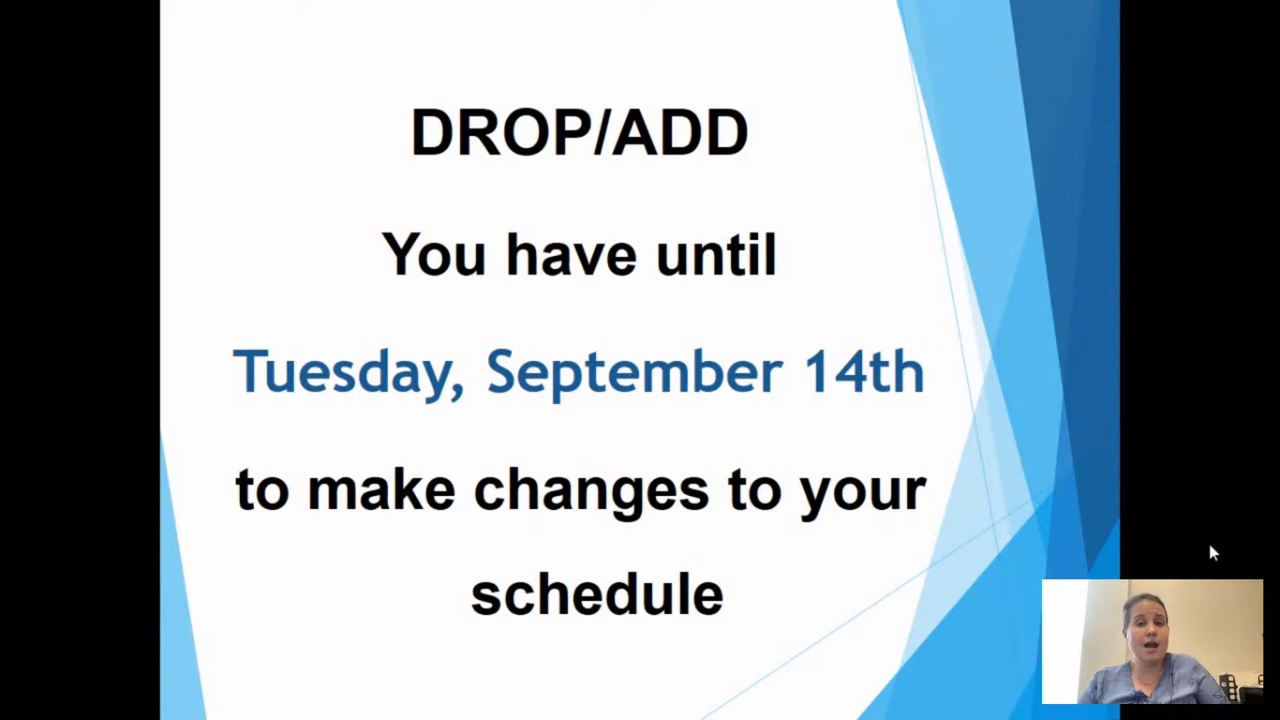 DROP/ADD
You have until
Tuesday, September 14th
to make changes to your
schedule